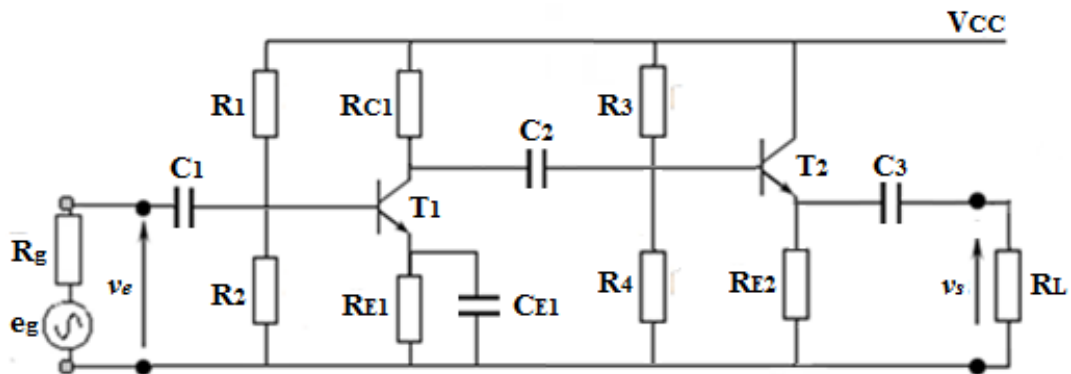 VCC
R1
RC1
R3
C2
C1
T1
T2
C3
Rg
ve
R2
RE1
CE1
R4
RE2
vs
RL
eg